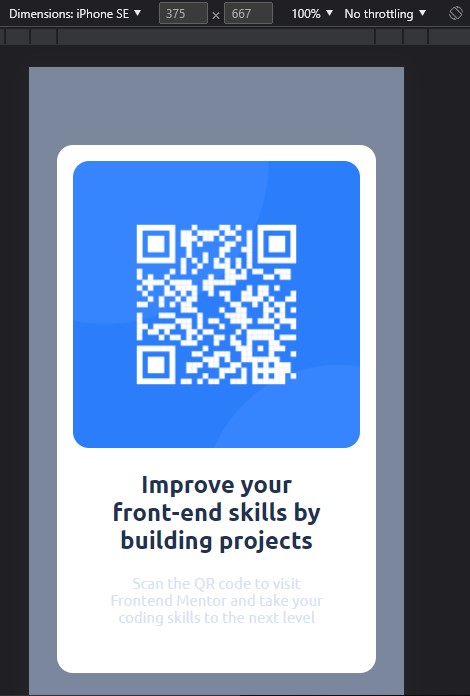 Dimensions: iPhone SE ▼ 375 × 667 100% ▼ No throttling ▼
Improve your
front-end skills by
building projects
Scan the QR code to visit
Frontend Mentor and take your
coding skills to the next level